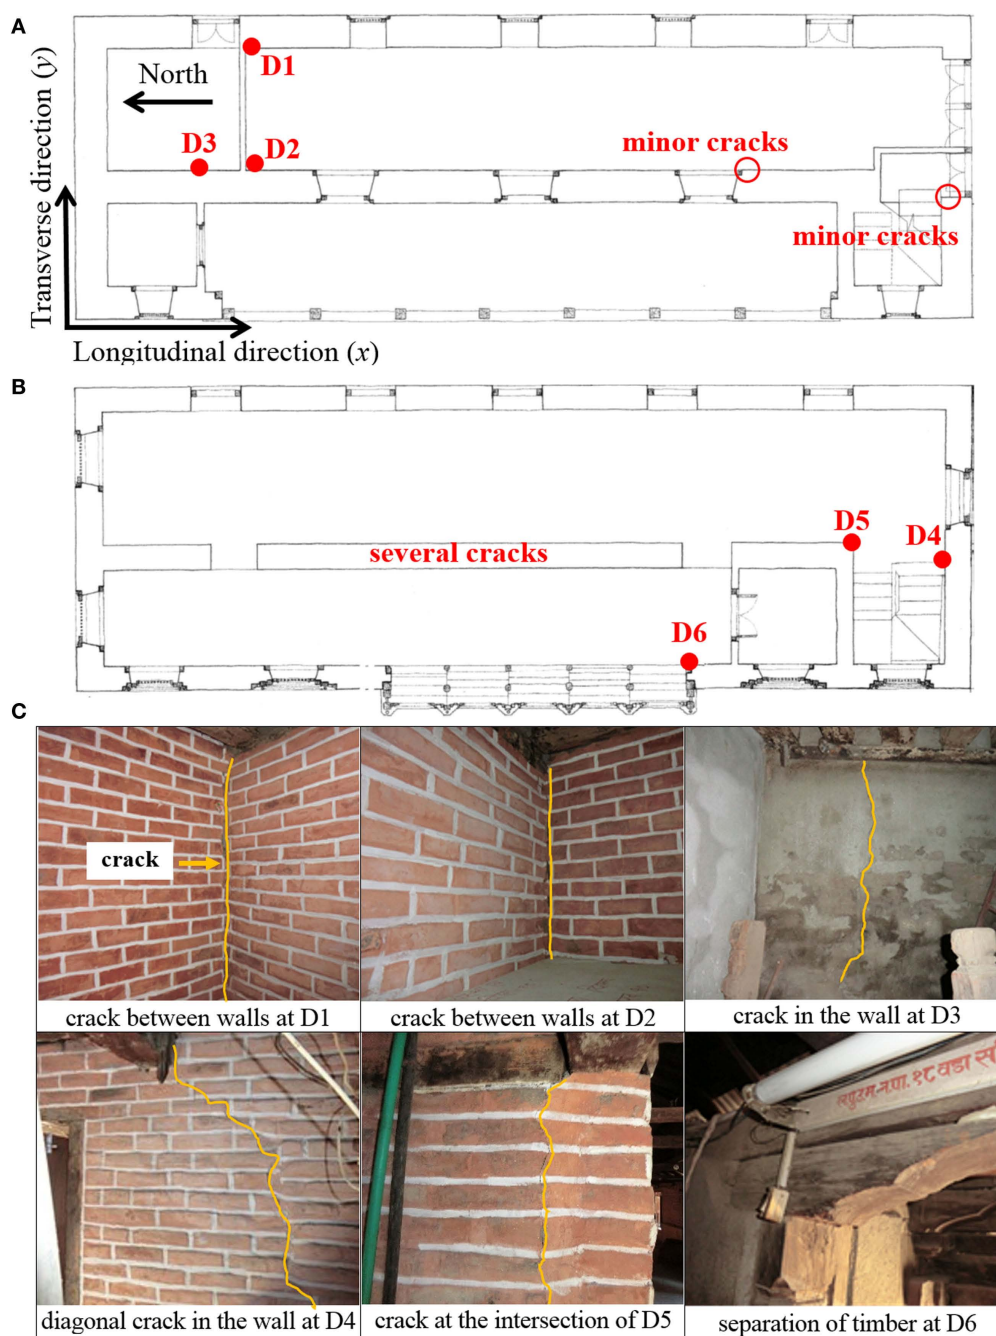 A
D1
North
D3
D2
minor cracks
minor cracks
Transverse direction (y)
Longitudinal direction (x)
B
D5
D4
several cracks
D6
C
crack
crack between walls at D1
crack between walls at D2
crack in the wall at D3
१८ वडा
diagonal crack in the wall at D4
crack at the intersection of D5
separation of timber at D6